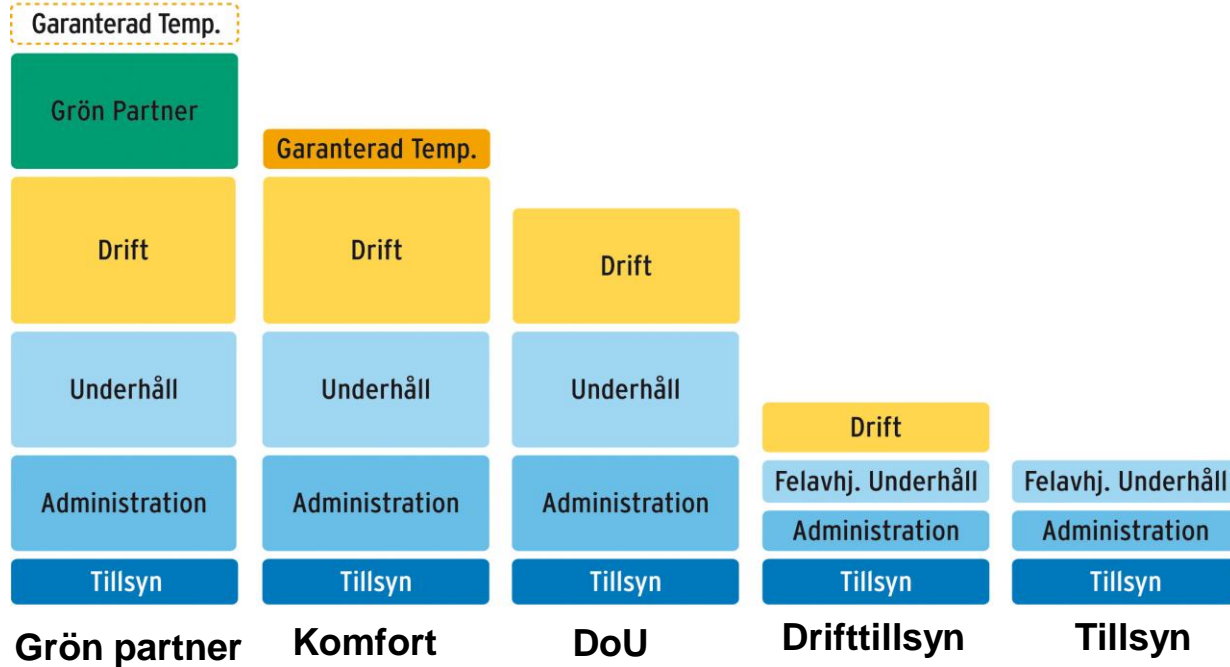 Garanterad Temp.
Grön Partner
Drift
Underhåll
Administration
Tillsyn
Grön partner
Garanterad Temp.
Drift
Underhåll
Administration
Tillsyn
Komfort
Drift
Underhåll
Administration
Tillsyn
DoU
Drift
Felavhj. Underhåll
Administration
Tillsyn
Drifttillsyn
Felavhj. Underhåll
Administration
Tillsyn
Tillsyn